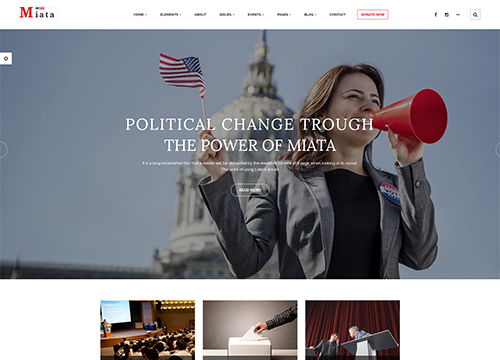 Miata
HOME ELEMENTS ABOUT ISSUES EVENTS PAGES BLOG CONTACT DONATE NOW
POLITICAL CHANGE TROUGH
THE POWER OF MIATA
It is a long established fact that a reader will be distracted by the readable content of a page when looking at its layout.
The point of using Lorem Ipsum
READ MORE